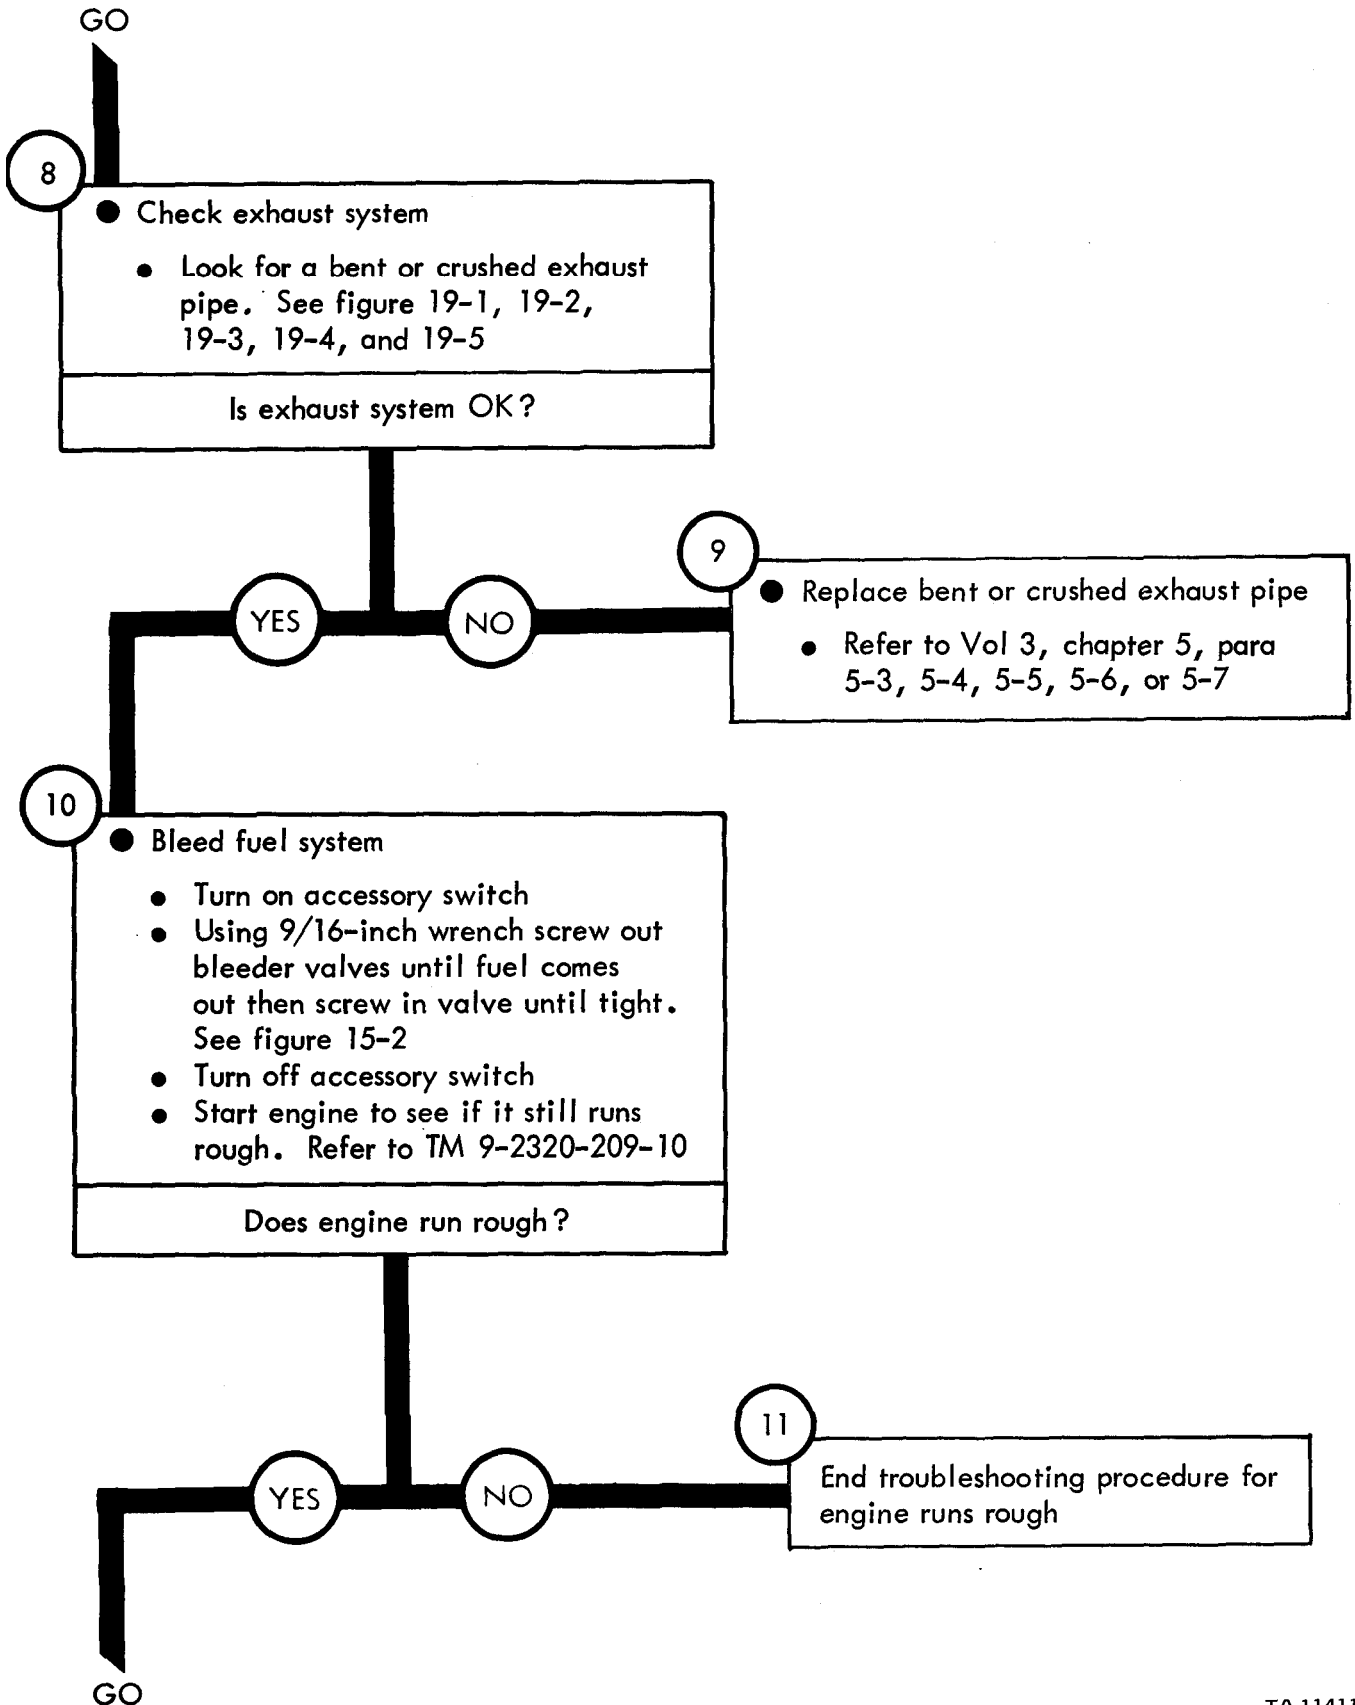 GO
8
● Check exhaust system
● Look for a bent or crushed exhaust
pipe. See figure 19-1, 19-2,
19-3, 19-4, and 19-5
Is exhaust system OK?
YES
NO
9
● Replace bent or crushed exhaust pipe
● Refer to Vol 3, chapter 5, para
5-3, 5-4, 5-5, 5-6, or 5-7
10
● Bleed fuel system
● Turn on accessory switch
● Using 9/16-inch wrench screw out
bleeder valves until fuel comes
out then screw in valve until tight.
See figure 15-2
● Turn off accessory switch
● Start engine to see if it still runs
rough. Refer to TM 9-2320-209-10
Does engine run rough?
YES
NO
11
End troubleshooting procedure for
engine runs rough
GO
TA 11411